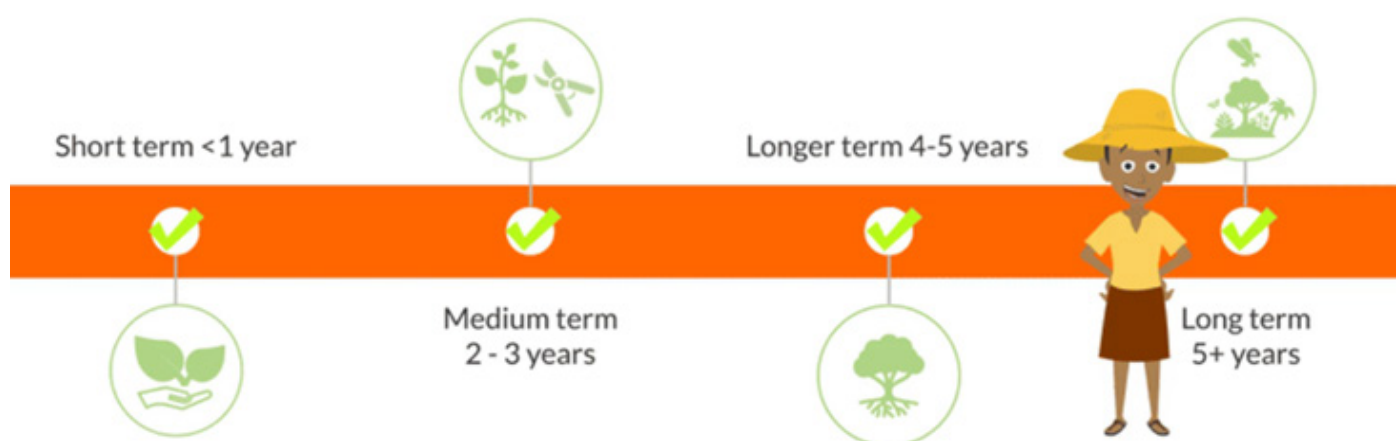 Short term <1 year
Medium term
2 - 3 years
Longer term 4-5 years
Long term
5+ years